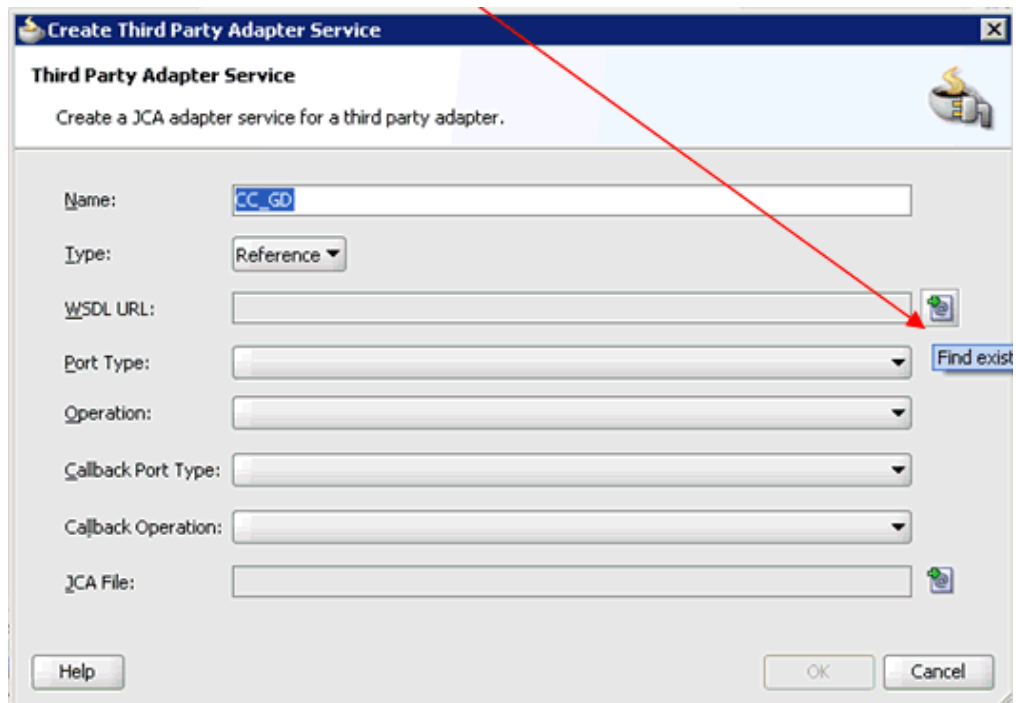 Create Third Party Adapter Service
Third Party Adapter Service
Create a JCA adapter service for a third party adapter.
Name: CC_GD
Type: Reference
WSDL URL:
Port Type:
Find exist
Operation:
Callback Port Type:
Callback Operation:
JCA File:
Help OK Cancel